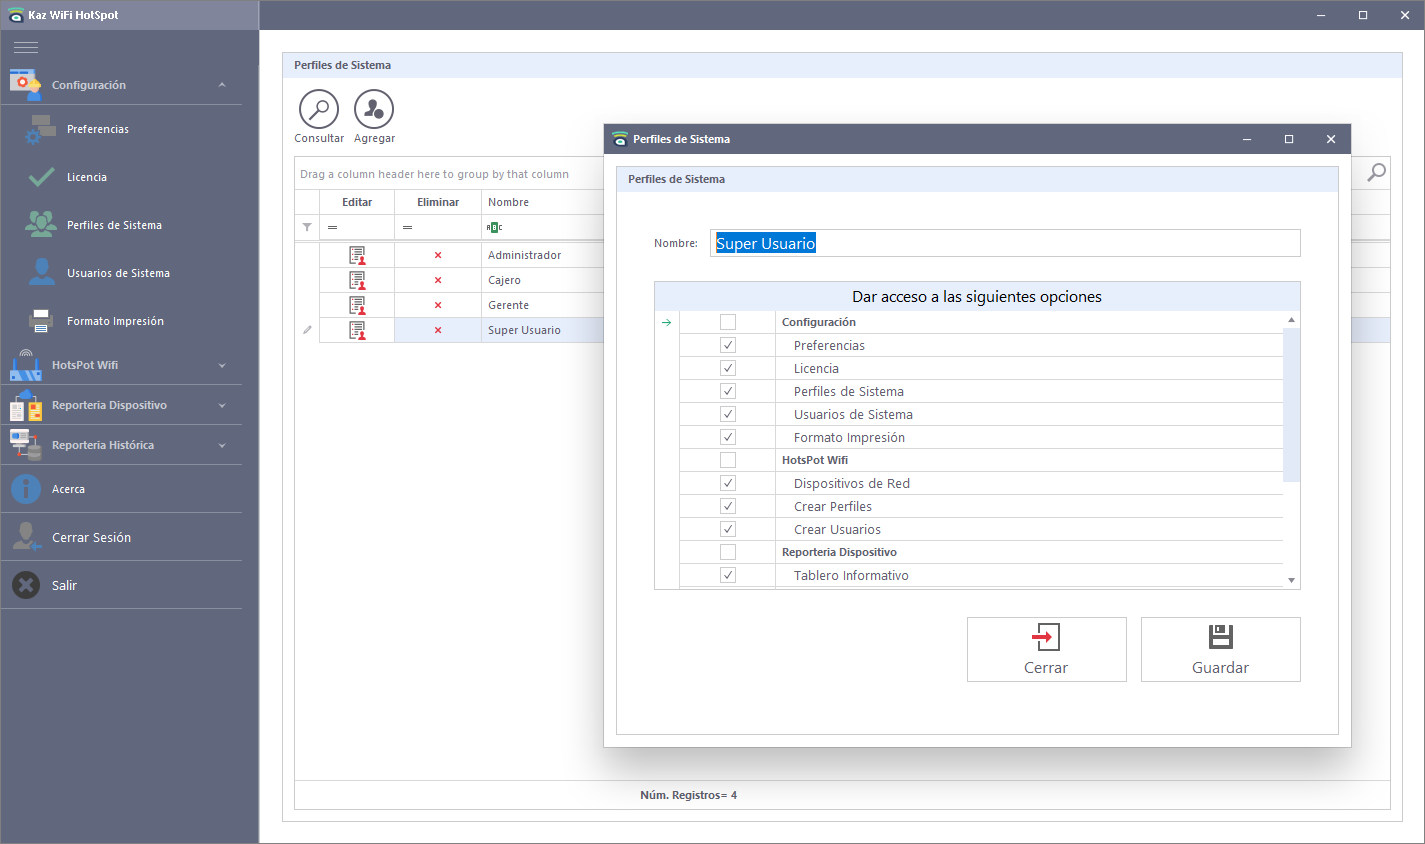 Kaz WiFi HotSpot
Configuración
Preferencias
Licencia
Perfiles de Sistema
Usuarios de Sistema
Formato Impresión
HotsPot Wifi
Reporteria Dispositivo
Reporteria Histórica
Acerca
Cerrar Sesión
Salir
Perfiles de Sistema
Consultar Agregar
Drag a column header here to group by that column
Editar Eliminar Nombre
= = ABC
Administrador
Cajero
Gerente
Super Usuario
Núm. Registros= 4
Perfiles de Sistema
Perfiles de Sistema
Nombre: Super Usuario
Dar acceso a las siguientes opciones
Configuración
Preferencias
Licencia
Perfiles de Sistema
Usuarios de Sistema
Formato Impresión
HotsPot Wifi
Dispositivos de Red
Crear Perfiles
Crear Usuarios
Reporteria Dispositivo
Tablero Informativo
Cerrar Guardar